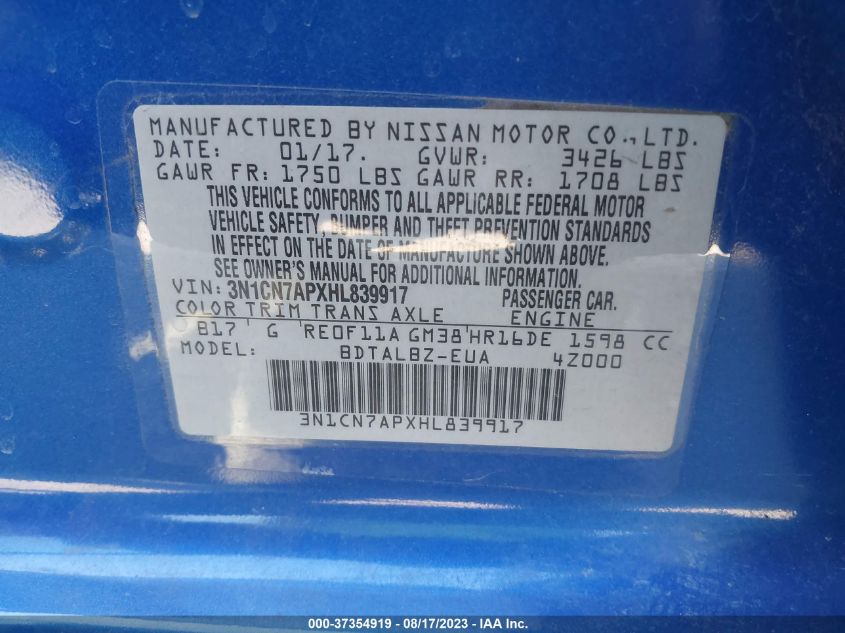 MANUFACTURED BY NISSAN MOTOR CO., LTD.
DATE: 01/17. GVWR: 3426 LBS
GAWR FR: 1750 LBS GAWR RR: 1708 LBS
THIS VEHICLE CONFORMS TO ALL APPLICABLE FEDERAL MOTOR
VEHICLE SAFETY, BUMPER AND THEFT PREVENTION STANDARDS
IN EFFECT ON THE DATE OF MANUFACTURE SHOWN ABOVE.
SEE OWNER'S MANUAL FOR ADDITIONAL INFORMATION.
VIN: 3N1CN7APXHL839917 PASSENGER CAR.
COLOR TRIM TRANS AXLE ENGINE
B17 G RE0F11A GM38 HR16DE 1598 CC
MODEL: BDTALBZ-EUA 4Z000
3N1CN7APXHL839917
000-37354919 / 08/17/2023 - IAA Inc.